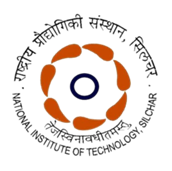 राष्ट्रीय प्रौद्योगिकी संस्थान, सिलचर
तेजस्विनावधीतमस्तु
NATIONAL INSTITUTE OF TECHNOLOGY, SILCHAR